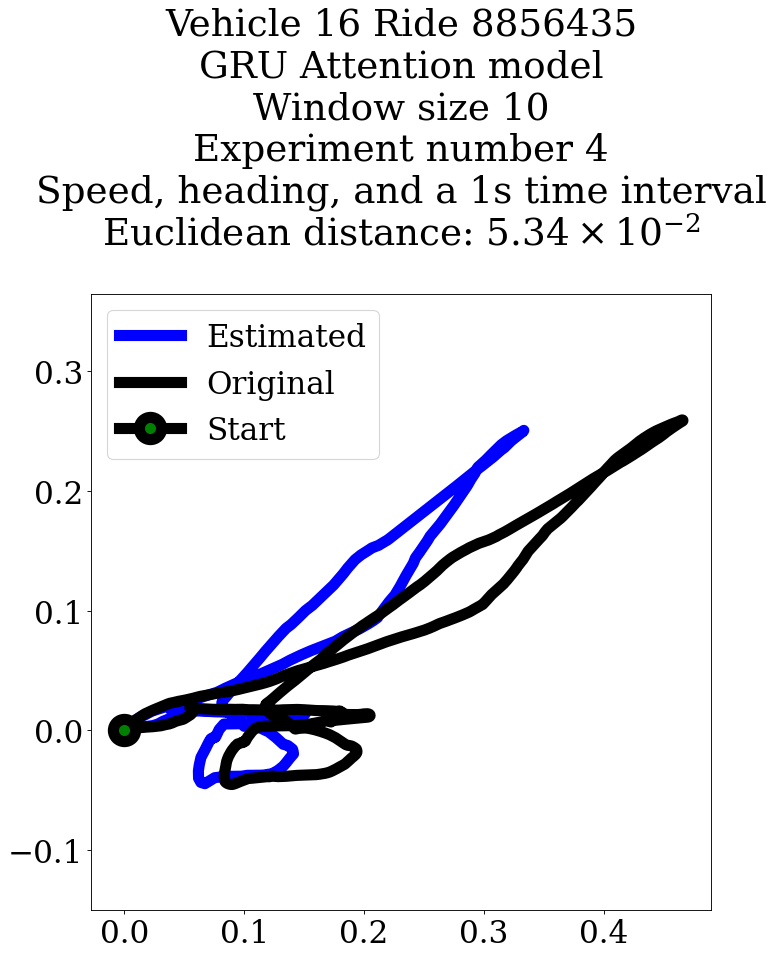 Vehicle 16 Ride 8856435
GRU Attention model
Window size 10
Experiment number 4
Speed, heading, and a 1s time interval
Euclidean distance: 5.34 × 10⁻²
Estimated
Original
Start
0.3
0.2
0.1
0.0
−0.1
0.0 0.1 0.2 0.3 0.4